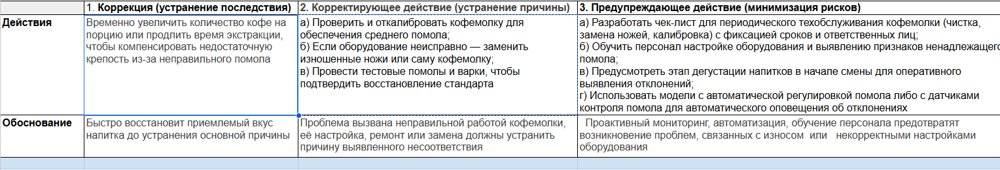 1. Коррекция (устранение последствия)
2. Корректирующее действие (устранение причины)
3. Предупреждающее действие (минимизация рисков)
Действия
Временно увеличить количество кофе на
порцию или продлить время экстракции,
чтобы компенсировать недостаточную
крепость из-за неправильного помола
а) Проверить и откалибровать кофемолку для
обеспечения среднего помола;
б) Если оборудование неисправно — заменить
изношенные ножи или саму кофемолку;
в) Провести тестовые помолы и варки, чтобы
подтвердить восстановление стандарта
а) Разработать чек-лист для периодического техобслуживания кофемолки (чистка,
замена ножей, калибровка) с фиксацией сроков и ответственных лиц;
б) Обучить персонал настройке оборудования и выявлению признаков ненадлежащего
помола;
в) Предусмотреть этап дегустации напитков в начале смены для оперативного
выявления отклонений;
г) Использовать модели с автоматической регулировкой помола либо с датчиками
контроля помола для автоматического оповещения об отклонениях
Обоснование
Быстро восстановит приемлемый вкус
напитка до устранения основной причины
Проблема вызвана неправильной работой кофемолки,
её настройка, ремонт или замена должны устранить
причину выявленного несоответствия
Проактивный мониторинг, автоматизация, обучение персонала предотвратят
возникновение проблем, связанных с износом или некорректными настройками
оборудования